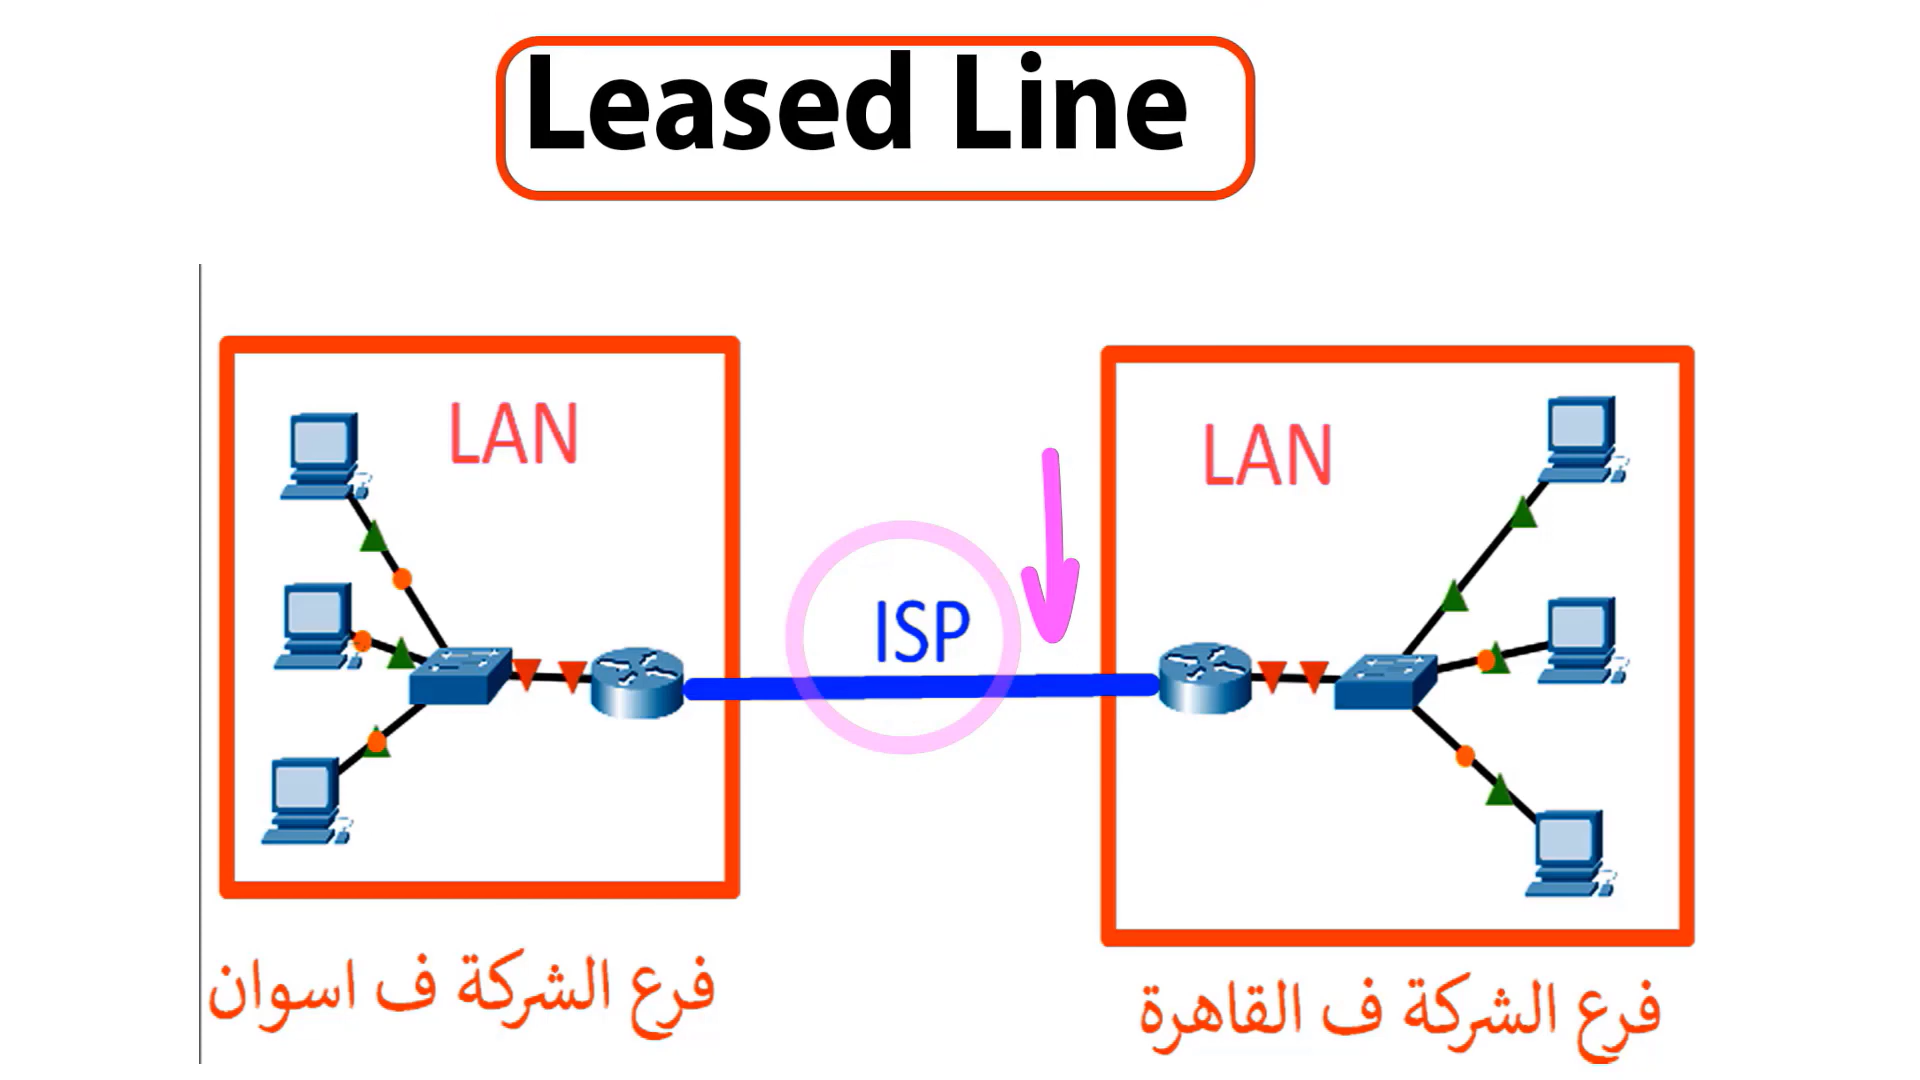 Leased Line
LAN
LAN
ISP
فرع الشركة ف اسوان
فرع الشركة ف القاهرة